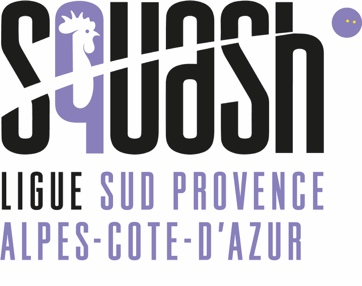 squash
LIGUE SUD PROVENCE
ALPES-COTE-D'AZUR